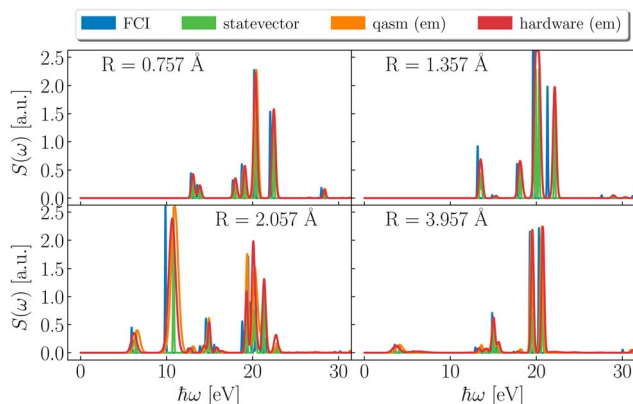 FCI statevector qasm (em) hardware (em)
R = 0.757 Å
R = 1.357 Å
2.5
2.0
1.5
1.0
0.5
0.0
S(ω) [a.u.]
R = 2.057 Å
R = 3.957 Å
2.5
2.0
1.5
1.0
0.5
0.0
S(ω) [a.u.]
0 10 20 30 0 10 20 30
ħω [eV] ħω [eV]